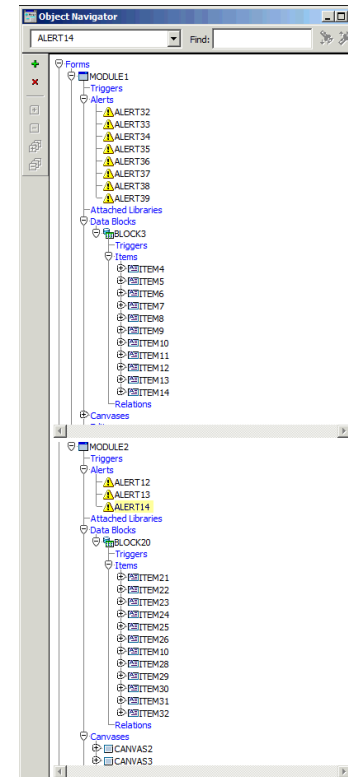 Object Navigator
ALERT14 Find:
Forms
MODULE1
Triggers
Alerts
ALERT32
ALERT33
ALERT34
ALERT35
ALERT36
ALERT37
ALERT38
ALERT39
Attached Libraries
Data Blocks
BLOCK3
Triggers
Items
ITEM4
ITEM5
ITEM6
ITEM7
ITEM8
ITEM9
ITEM10
ITEM11
ITEM12
ITEM13
ITEM14
Relations
Canvases
MODULE2
Triggers
Alerts
ALERT12
ALERT13
ALERT14
Attached Libraries
Data Blocks
BLOCK20
Triggers
Items
ITEM21
ITEM22
ITEM23
ITEM24
ITEM25
ITEM26
ITEM10
ITEM28
ITEM29
ITEM30
ITEM31
ITEM32
Relations
Canvases
CANVAS2
CANVAS3